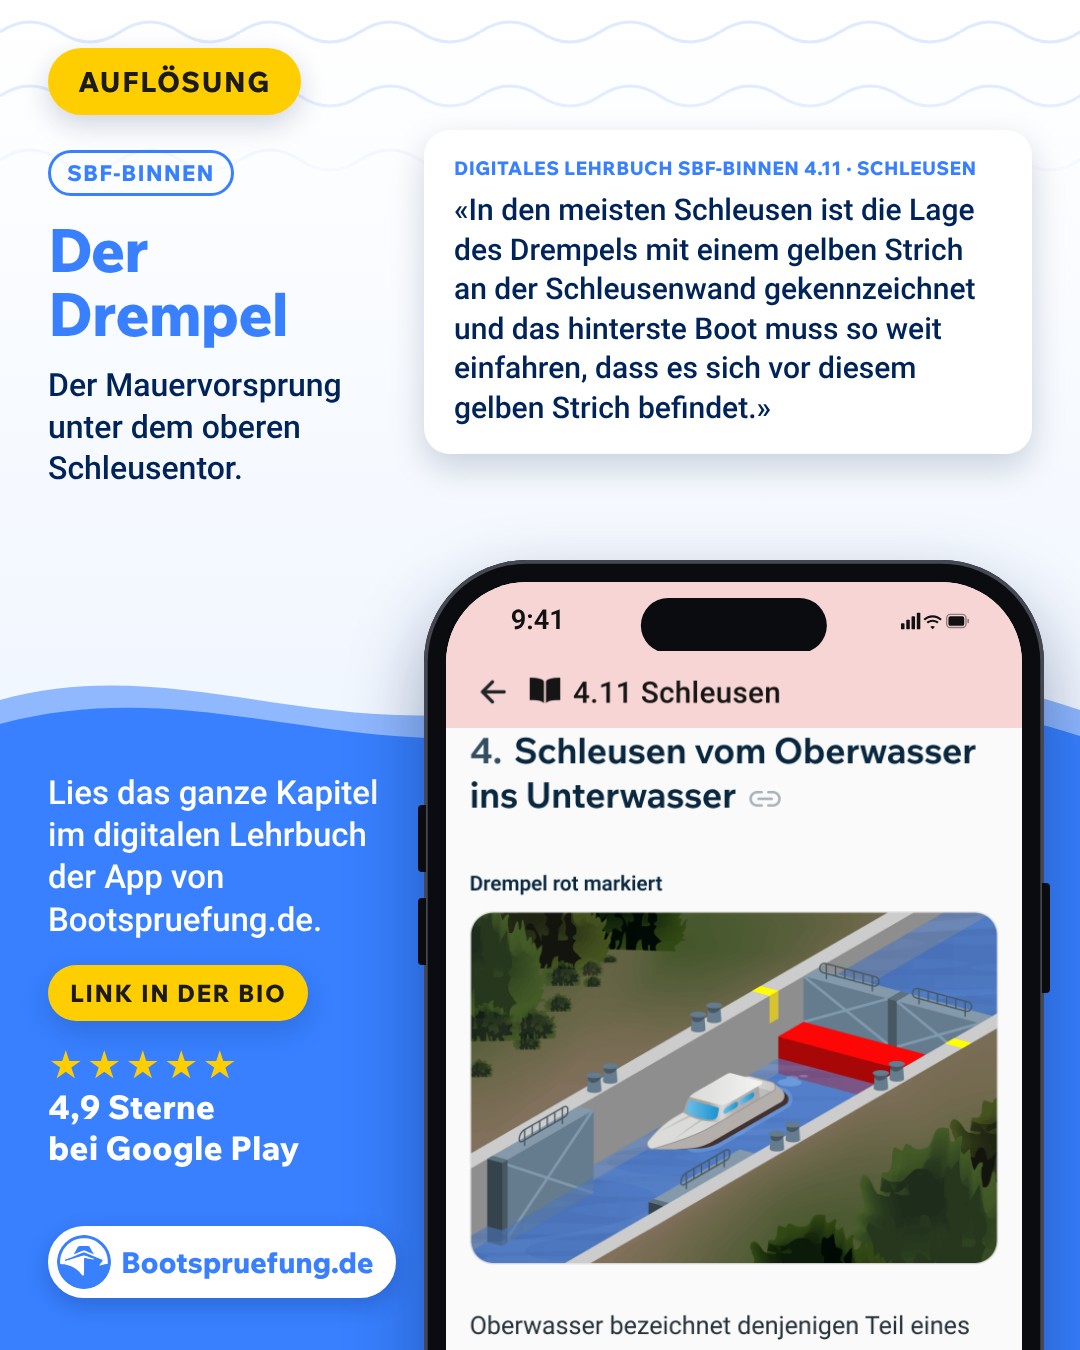 AUFLÖSUNG
SBF-BINNEN
Der
Drempel
Der Mauervorsprung
unter dem oberen
Schleusentor.
DIGITALES LEHRBUCH SBF-BINNEN 4.11 · SCHLEUSEN
«In den meisten Schleusen ist die Lage
des Drempels mit einem gelben Strich
an der Schleusenwand gekennzeichnet
und das hinterste Boot muss so weit
einfahren, dass es sich vor diesem
gelben Strich befindet.»
9:41
4.11 Schleusen
4. Schleusen vom Oberwasser
ins Unterwasser
Drempel rot markiert
Oberwasser bezeichnet denjenigen Teil eines
Lies das ganze Kapitel
im digitalen Lehrbuch
der App von
Bootspruefung.de.
LINK IN DER BIO
★★★★★
4,9 Sterne
bei Google Play
Bootspruefung.de